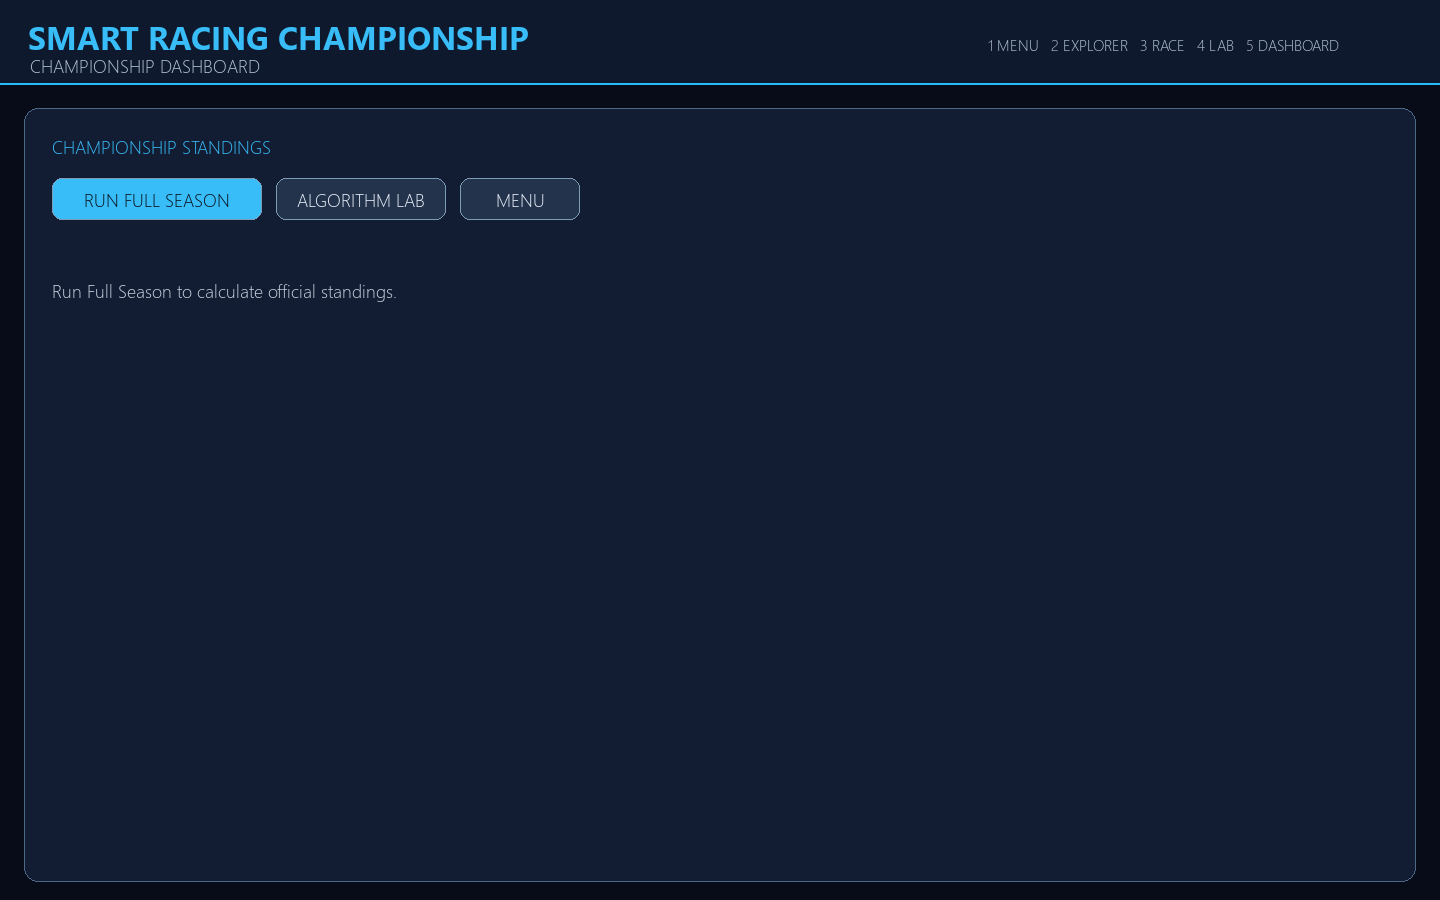 SMART RACING CHAMPIONSHIP
CHAMPIONSHIP DASHBOARD
1 MENU 2 EXPLORER 3 RACE 4 LAB 5 DASHBOARD
CHAMPIONSHIP STANDINGS
RUN FULL SEASON ALGORITHM LAB MENU
Run Full Season to calculate official standings.